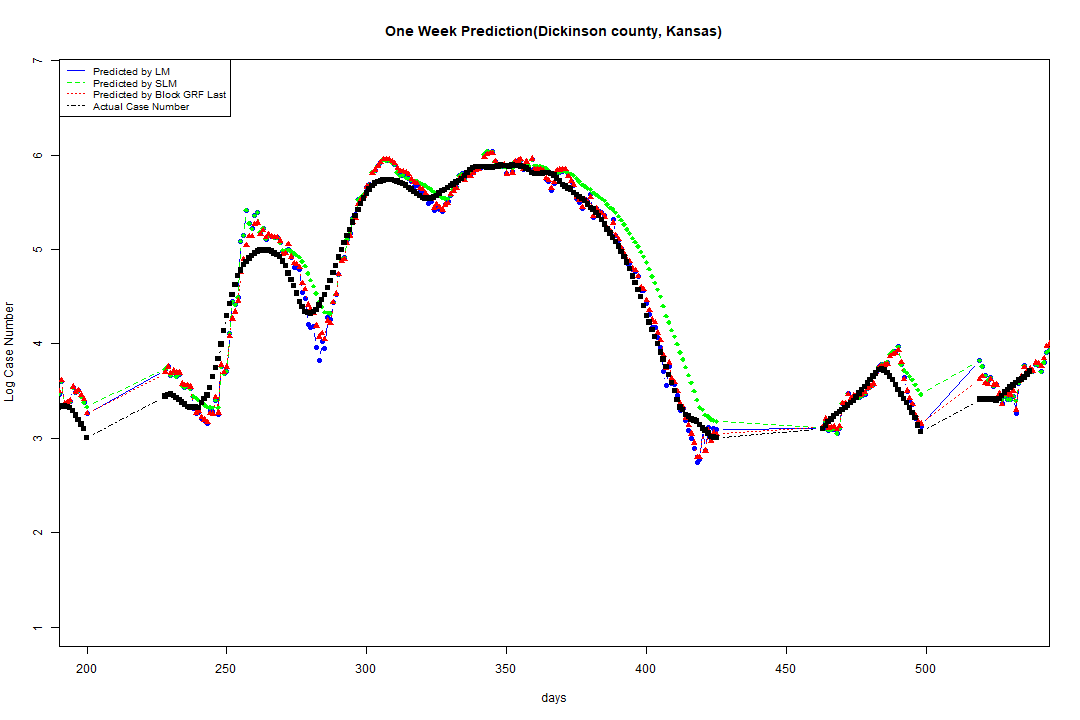 One Week Prediction(Dickinson county, Kansas)
Predicted by LM
Predicted by SLM
Predicted by Block GRF Last
Actual Case Number
7
6
5
4
3
2
1
Log Case Number
200 250 300 350 400 450 500
days